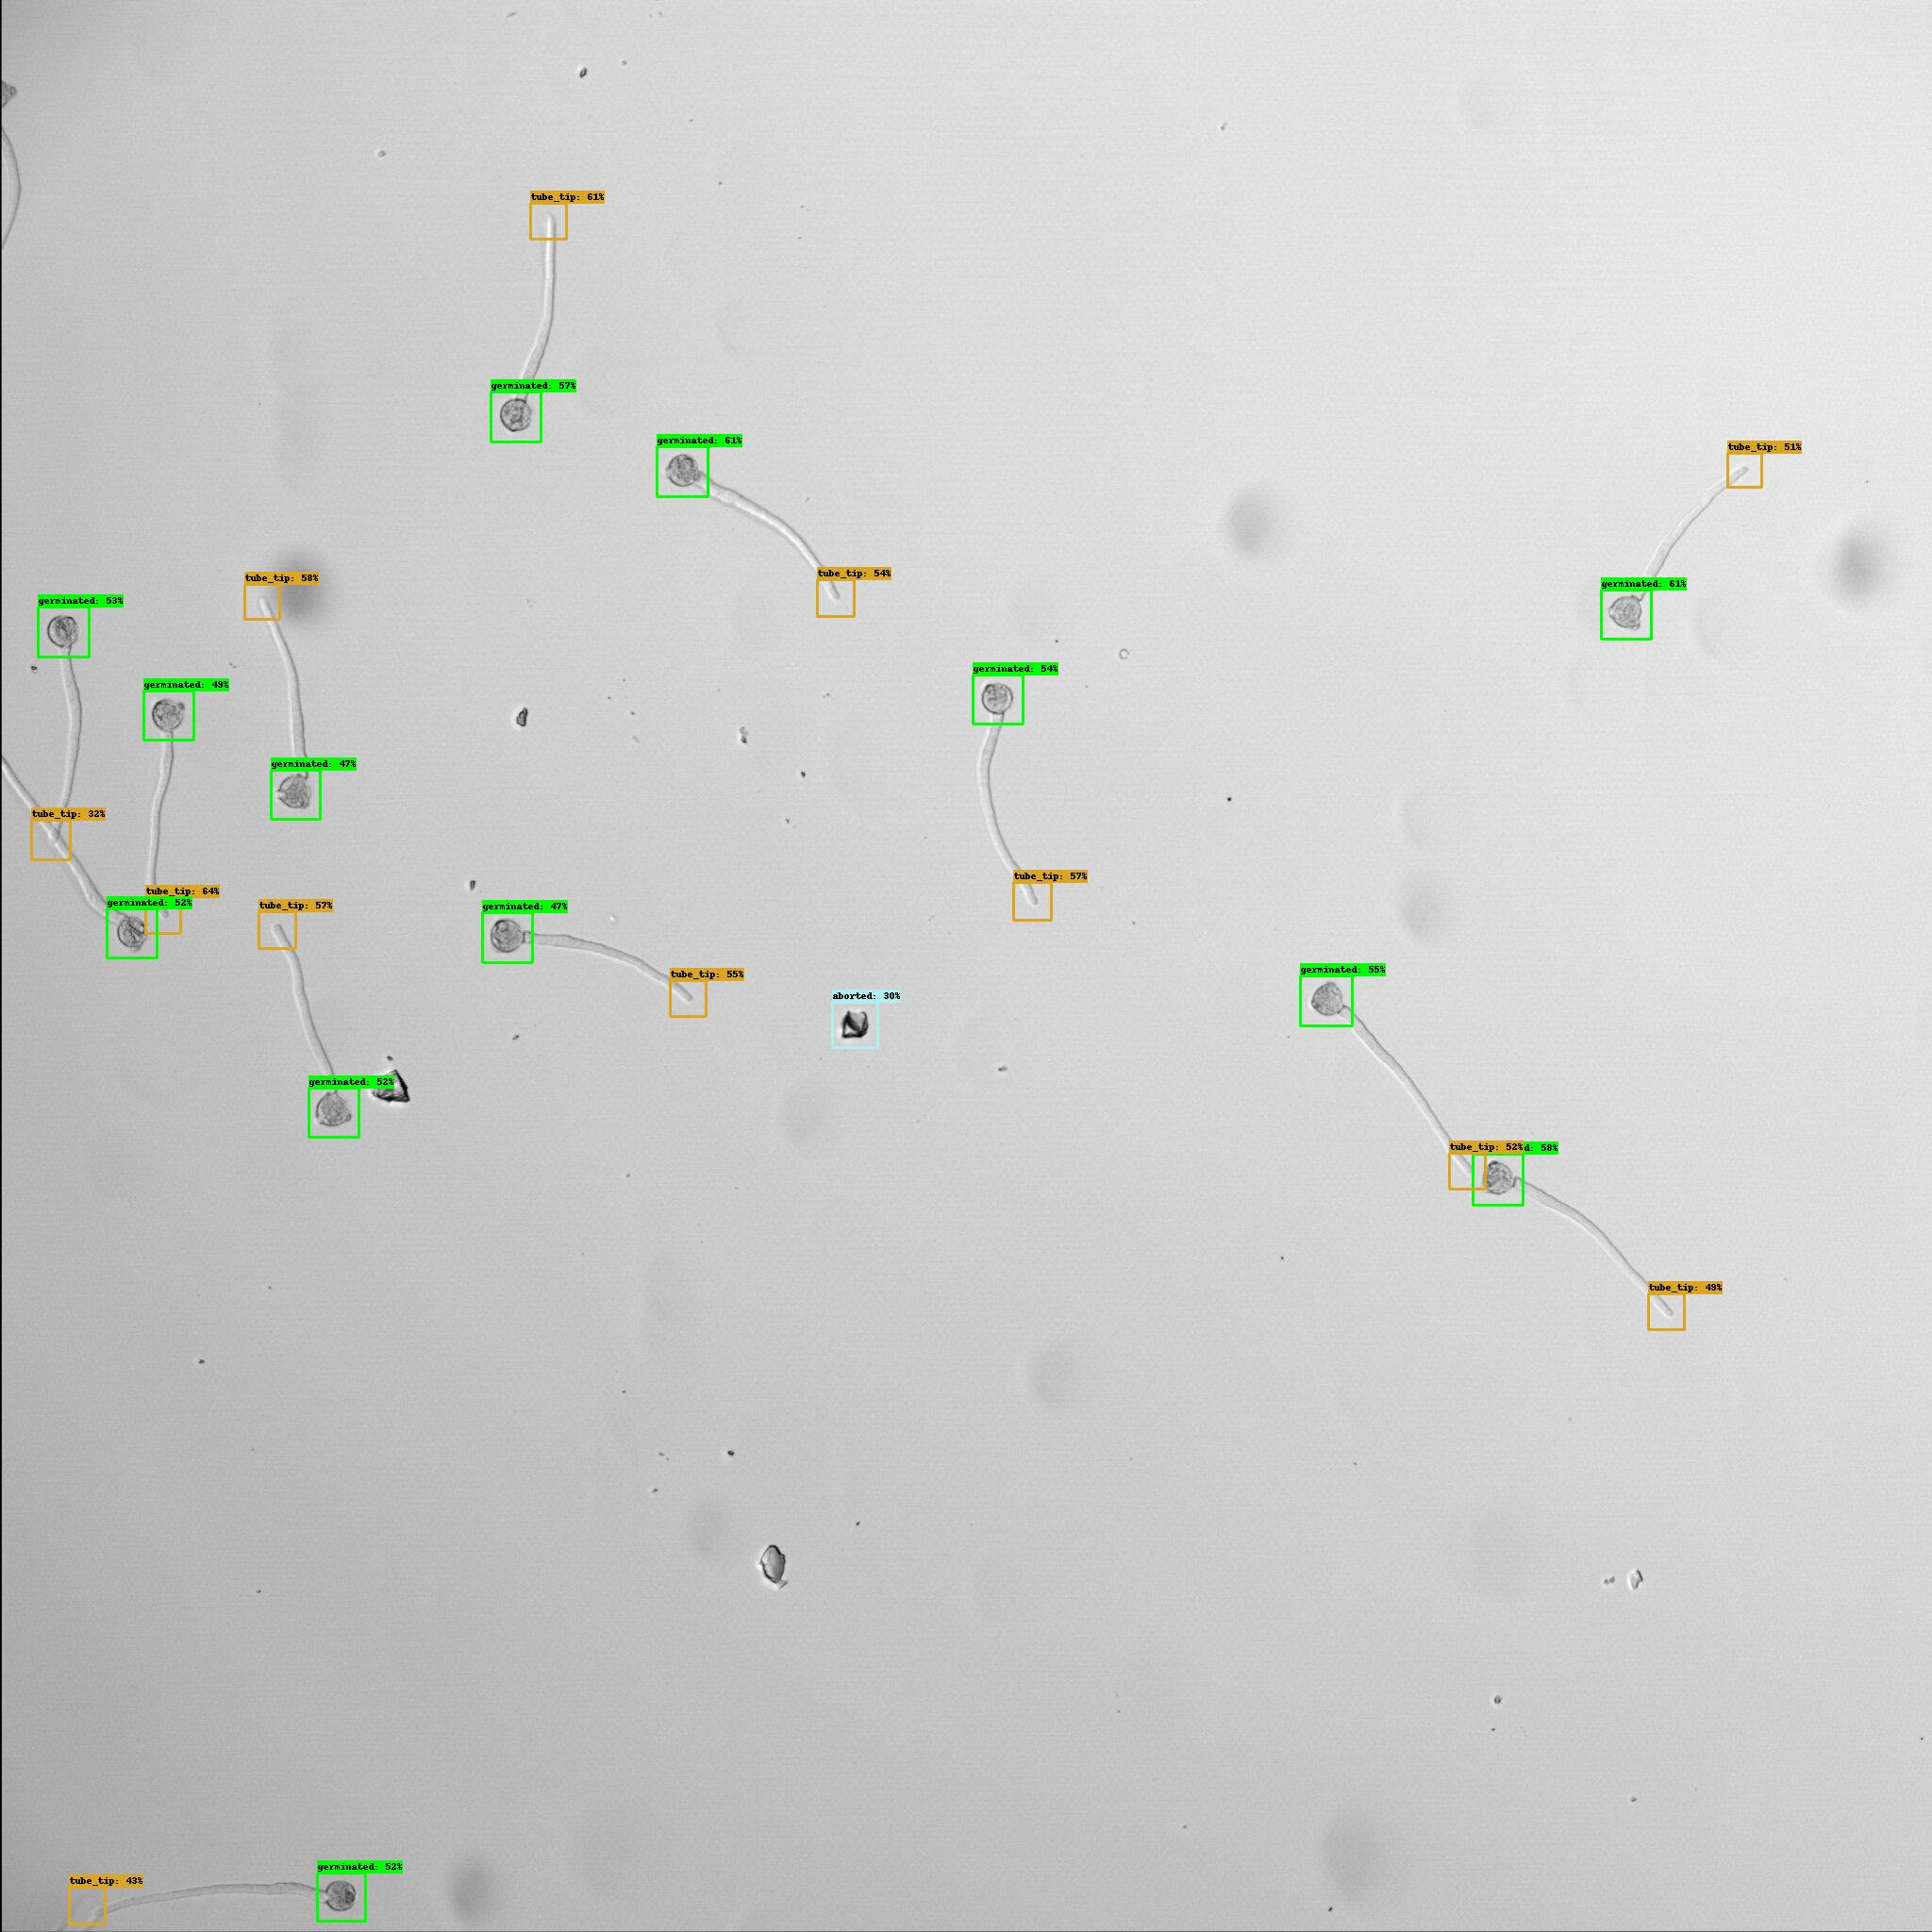 tube_tip: 61%
germinated: 57%
germinated: 61%
tube_tip: 51%
tube_tip: 54%
tube_tip: 58%
germinated: 61%
germinated: 53%
germinated: 54%
germinated: 49%
germinated: 47%
tube_tip: 32%
tube_tip: 57%
tube_tip: 64%
germinated: 52%
tube_tip: 57%
germinated: 47%
germinated: 55%
tube_tip: 55%
aborted: 30%
germinated: 52%
tube_tip: 52%
d: 58%
tube_tip: 49%
germinated: 52%
tube_tip: 43%